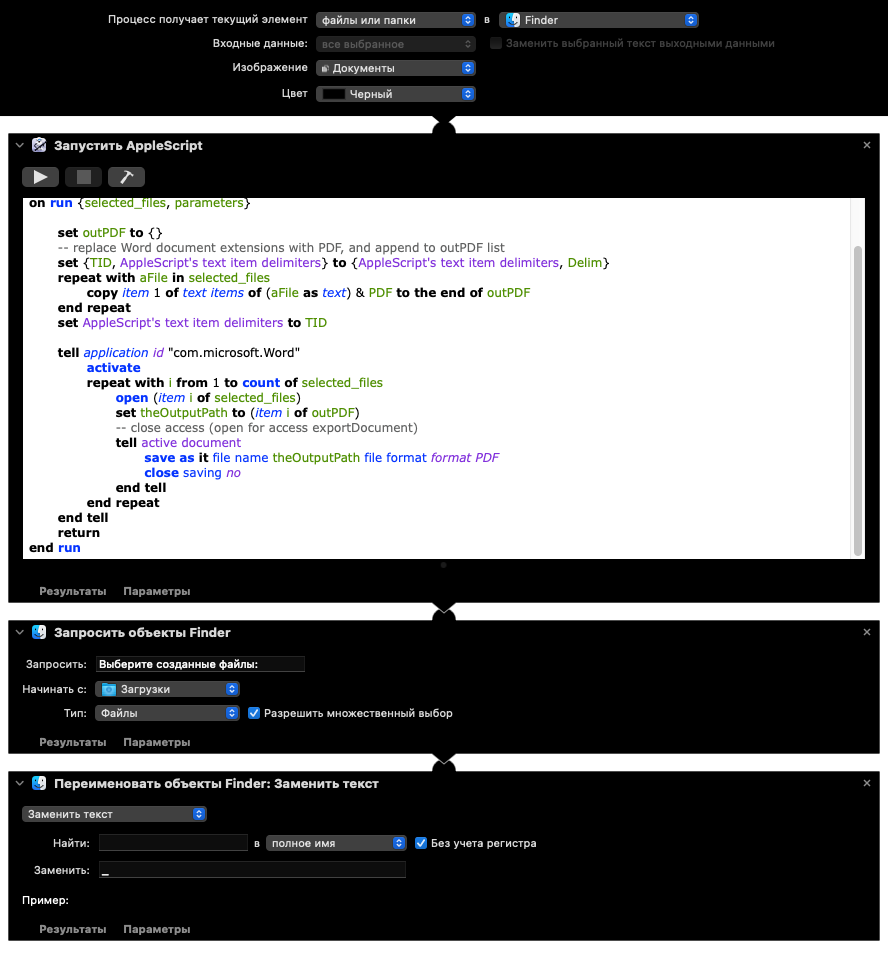 Процесс получает текущий элемент файлы или папки в Finder
Входные данные: все выбранное Заменить выбранный текст выходными данными
Изображение Документы
Цвет Черный
Запустить AppleScript
on run {selected_files, parameters}
set outPDF to {}
-- replace Word document extensions with PDF, and append to outPDF list
set {TID, AppleScript's text item delimiters} to {AppleScript's text item delimiters, Delim}
repeat with aFile in selected_files
copy item 1 of text items of (aFile as text) & PDF to the end of outPDF
end repeat
set AppleScript's text item delimiters to TID
tell application id "com.microsoft.Word"
activate
repeat with i from 1 to count of selected_files
open (item i of selected_files)
set theOutputPath to (item i of outPDF)
-- close access (open for access exportDocument)
tell active document
save as it file name theOutputPath file format format PDF
close saving no
end tell
end repeat
end tell
return
end run
Результаты Параметры
Запросить объекты Finder
Запросить: Выберите созданные файлы:
Начинать с: Загрузки
Тип: Файлы Разрешить множественный выбор
Результаты Параметры
Переименовать объекты Finder: Заменить текст
Заменить текст
Найти: в полное имя Без учета регистра
Заменить: _
Пример:
Результаты Параметры